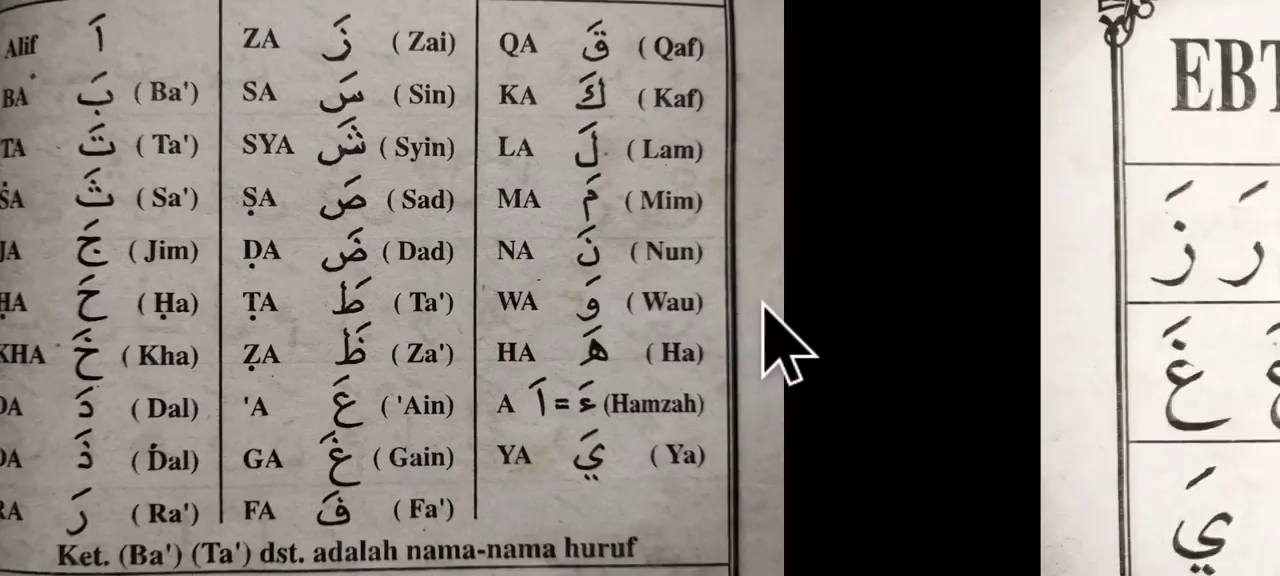 Alif اَ ZA زَ ( Zai) QA قَ ( Qaf)
BA بَ ( Ba') SA سَ ( Sin) KA كَ ( Kaf)
TA تَ ( Ta') SYA شَ ( Syin) LA لَ ( Lam)
ṠA ثَ ( Sa') ṢA صَ ( Sad) MA مَ ( Mim)
JA جَ ( Jim) ḌA ضَ ( Dad) NA نَ ( Nun)
ḤA حَ ( Ḥa) ṬA طَ ( Ta') WA وَ ( Wau)
KHA خَ ( Kha) ẒA ظَ ( Za') HA هَ ( Ha)
DA دَ ( Dal) 'A عَ ( 'Ain) A اَ = ءَ (Hamzah)
ذَ ( Ḋal) GA غَ ( Gain) YA يَ ( Ya)
RA رَ ( Ra') FA فَ ( Fa')
Ket. (Ba') (Ta') dst. adalah nama-nama huruf
رَ زَ
غَ
يَ